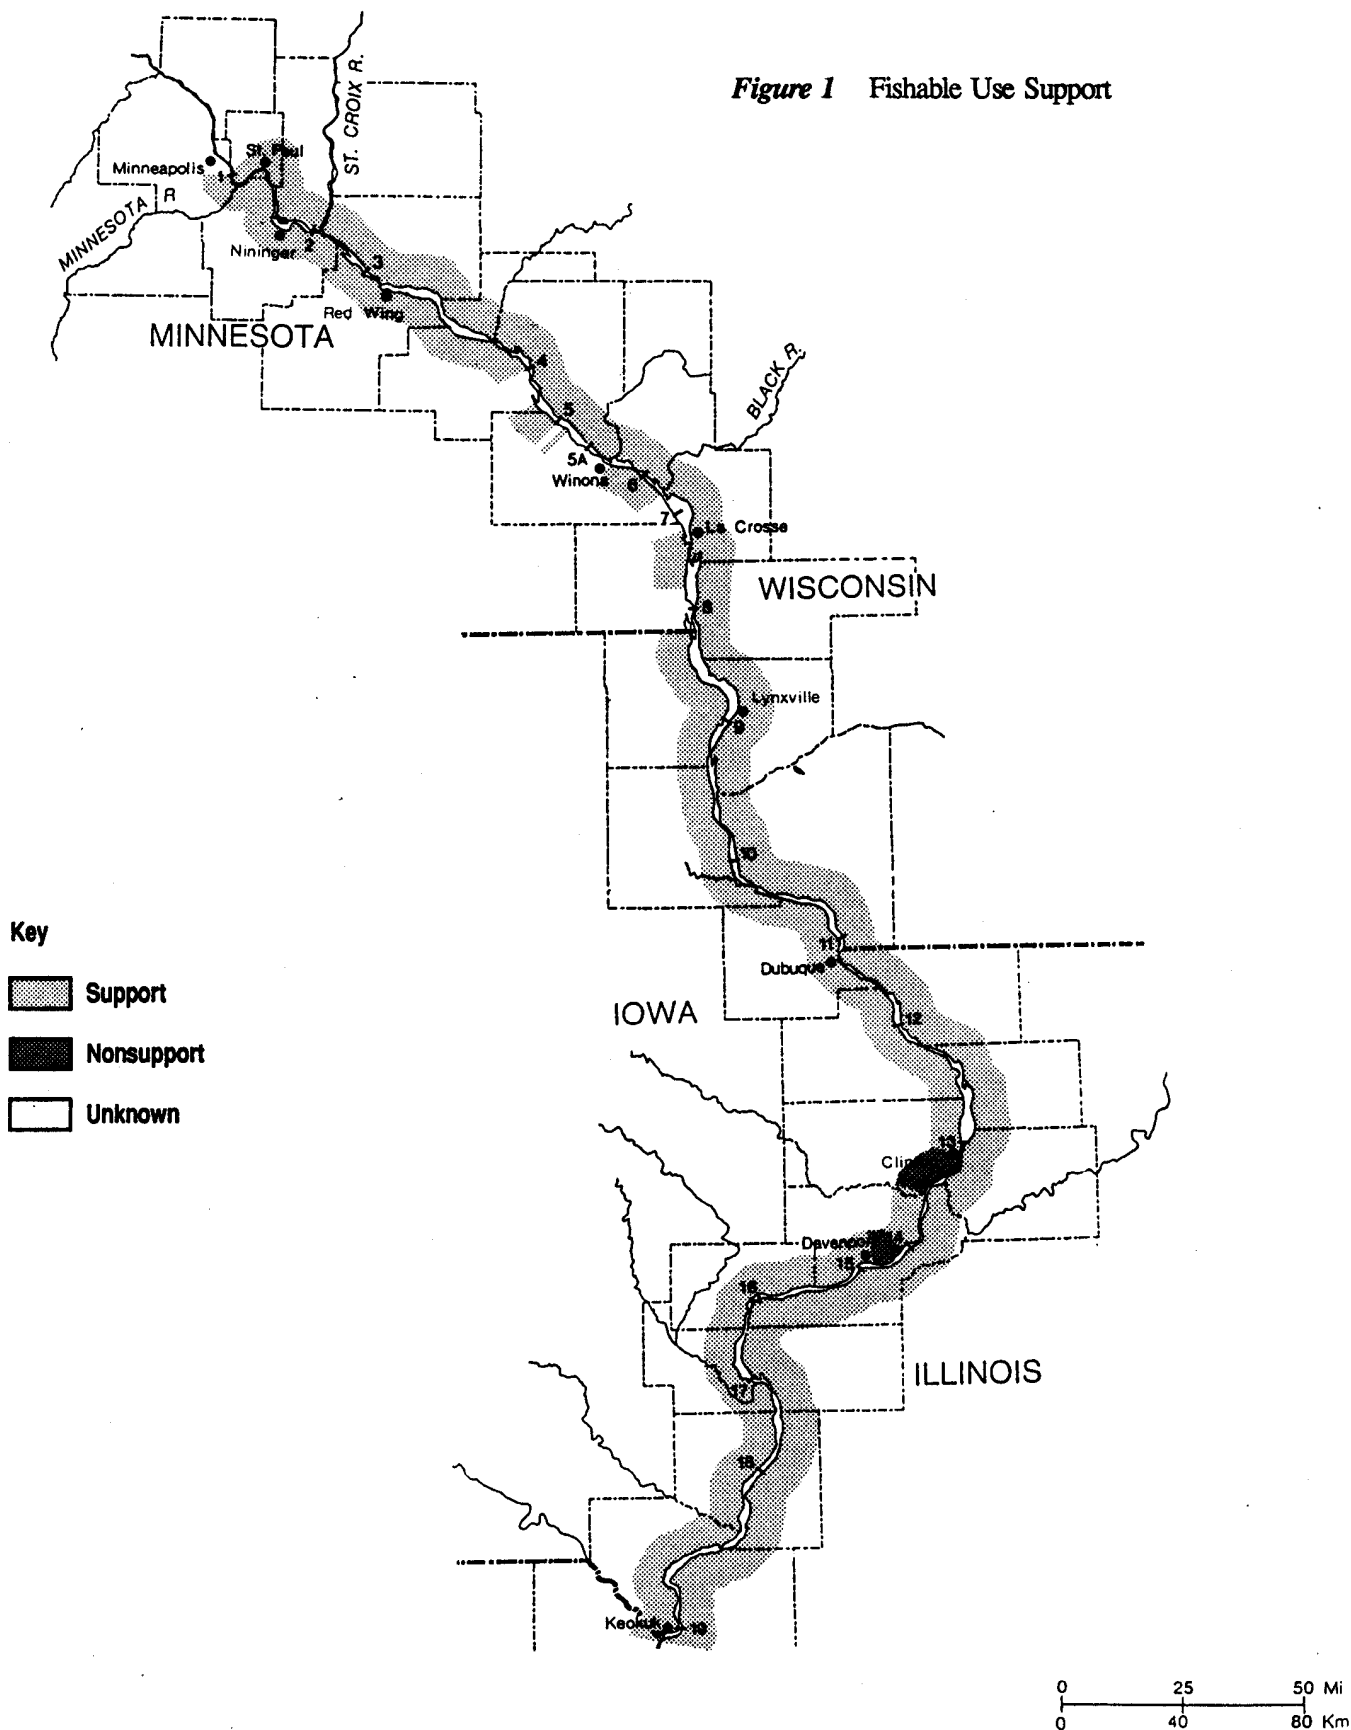 Figure 1 Fishable Use Support
ST. CROIX R.
St. Paul
Minneapolis
1
MINNESOTA R
Nininger
2
3
Red Wing
MINNESOTA
4
BLACK R.
5
5A
Winona
6
7
La Crosse
WISCONSIN
8
Lynxville
9
10
Key
11
Dubuque
Support
IOWA
12
Nonsupport
Unknown
13
15
16
ILLINOIS
17
18
Keokuk
19
0 25 50 Mi
0 40 80 Km